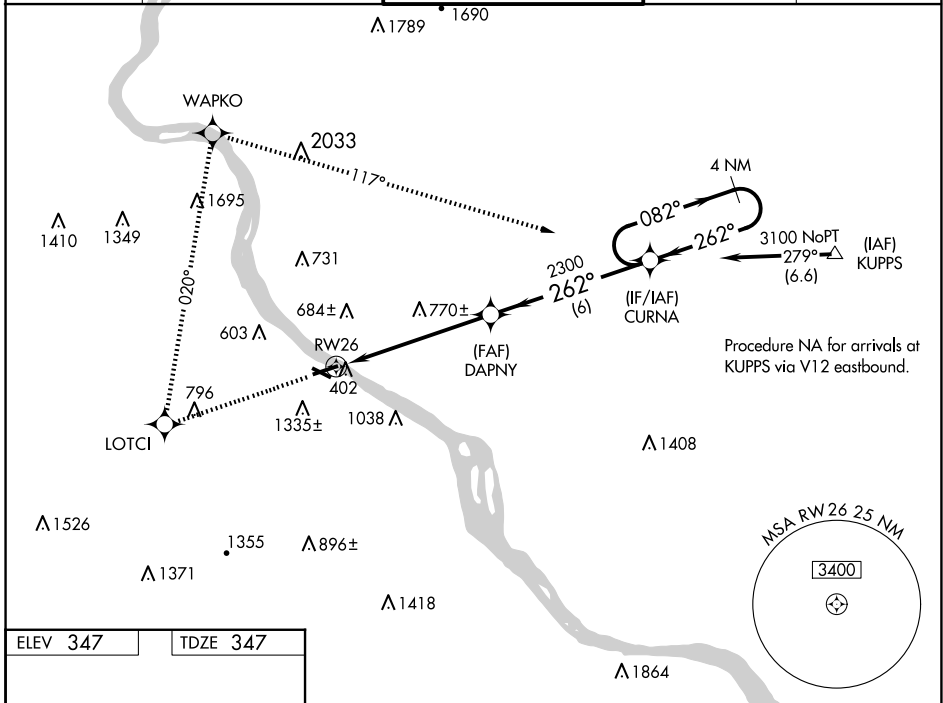 1690
1789
WAPKO
2033
117°
4 NM
1695
082°
262°
1410
1349
020°
731
3100 NoPT
279°
(6.6)
(IAF)
KUPPS
2300
262°
(6)
(IF/IAF)
CURNA
684±
770±
603
RW26
(FAF)
DAPNY
Procedure NA for arrivals at
KUPPS via V12 eastbound.
402
796
1335±
1038
LOTCI
1408
1526
1355
896±
1371
1418
MSA RW26 25 NM
3400
ELEV 347
TDZE 347
1864